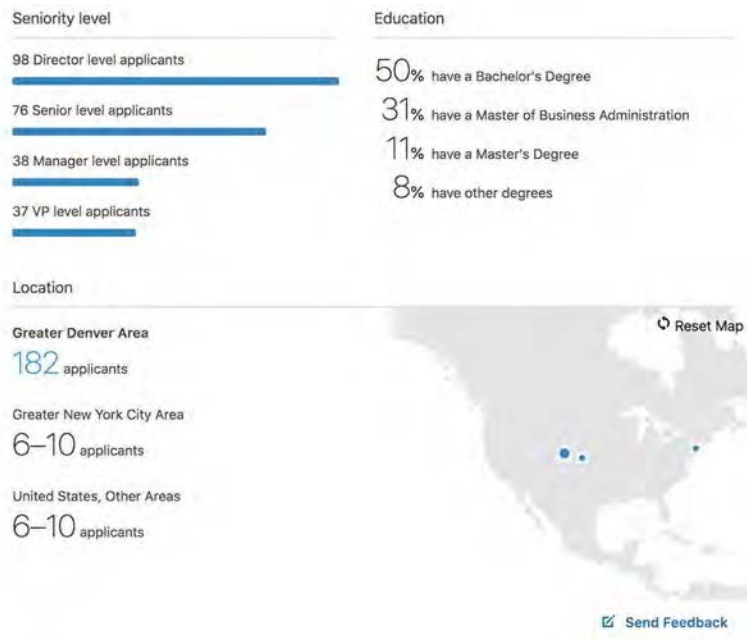 Seniority level
98 Director level applicants
76 Senior level applicants
38 Manager level applicants
37 VP level applicants
Education
50% have a Bachelor's Degree
31% have a Master of Business Administration
11% have a Master's Degree
8% have other degrees
Location
Greater Denver Area
182 applicants
Greater New York City Area
6–10 applicants
United States, Other Areas
6–10 applicants
Reset Map
Send Feedback